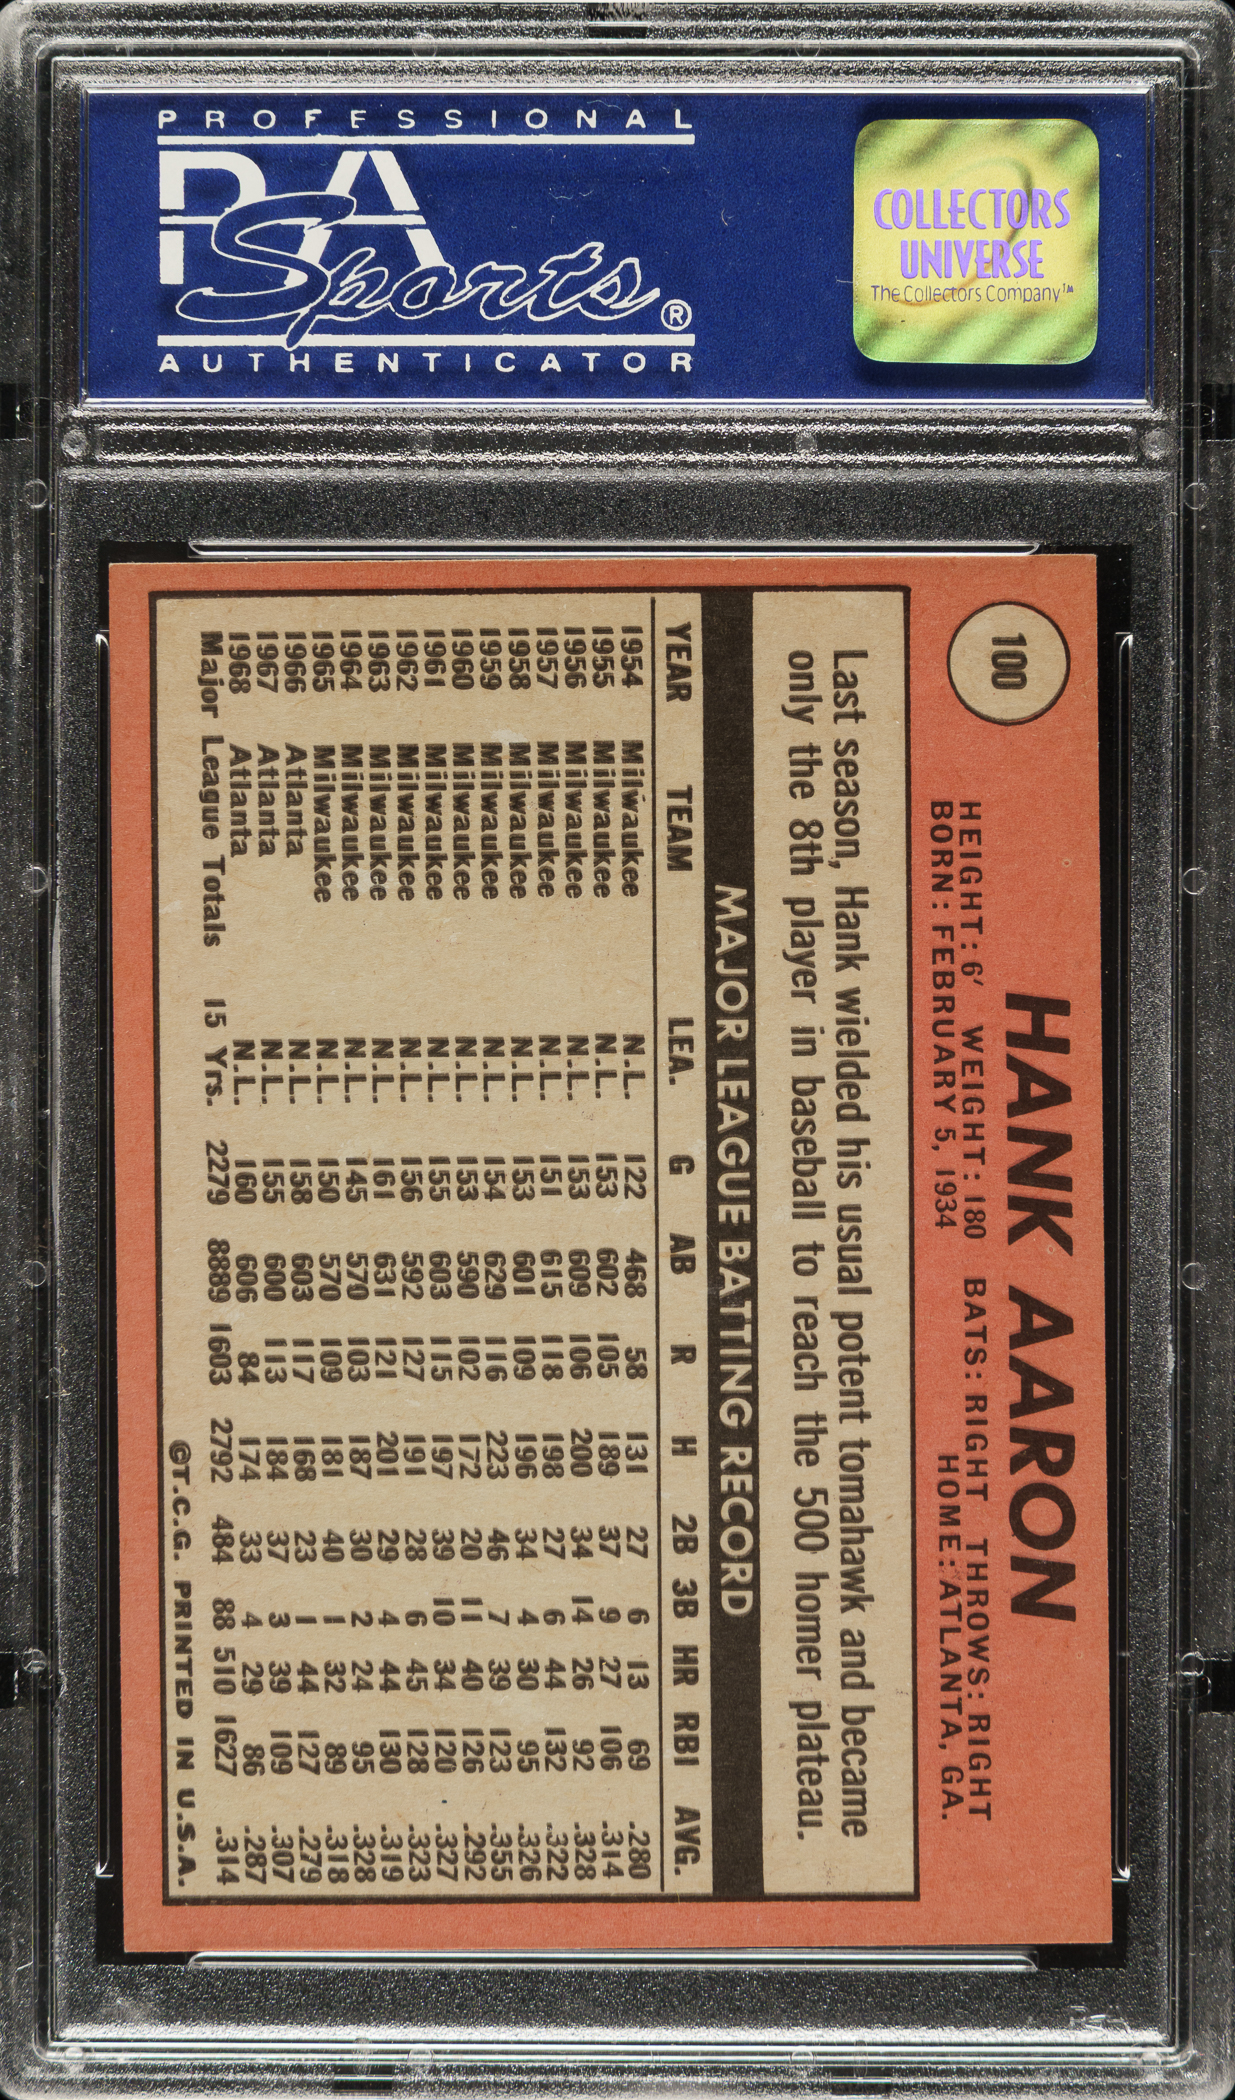 PROFESSIONAL
PSA
Sports®
AUTHENTICATOR
COLLECTORS
UNIVERSE
The Collectors Company™
100
HANK AARON
HEIGHT: 6' WEIGHT: 180 BATS: RIGHT THROWS: RIGHT
BORN: FEBRUARY 5, 1934 HOME: ATLANTA, GA.
Last season, Hank wielded his usual potent tomahawk and became
only the 8th player in baseball to reach the 500 homer plateau.
MAJOR LEAGUE BATTING RECORD
YEAR TEAM LEA. G AB R H 2B 3B HR RBI AVG.
1954 Milwaukee N.L. 122 468 58 131 27 6 13 69 .280
1955 Milwaukee N.L. 153 602 105 189 37 9 27 106 .314
1956 Milwaukee N.L. 153 609 106 200 34 14 26 92 .328
1957 Milwaukee N.L. 151 615 118 198 27 6 44 132 .322
1958 Milwaukee N.L. 153 601 109 196 34 4 30 95 .326
1959 Milwaukee N.L. 154 629 116 223 46 7 39 123 .355
1960 Milwaukee N.L. 153 590 102 172 20 11 40 126 .292
1961 Milwaukee N.L. 155 603 115 197 39 10 34 120 .327
1962 Milwaukee N.L. 156 592 127 191 28 6 45 128 .323
1963 Milwaukee N.L. 161 631 121 201 29 4 44 130 .319
1964 Milwaukee N.L. 145 570 103 187 30 2 24 95 .328
1965 Milwaukee N.L. 150 570 109 181 40 1 32 89 .318
1966 Atlanta N.L. 158 603 117 168 23 1 44 127 .279
1967 Atlanta N.L. 155 600 113 184 37 3 39 109 .307
1968 Atlanta N.L. 160 606 84 174 33 4 29 86 .287
Major League Totals 15 Yrs. 2279 8889 1603 2792 484 88 510 1627 .314
©T.C.G. PRINTED IN U.S.A.